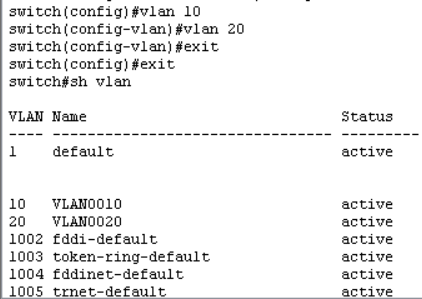 switch(config)#vlan 10
switch(config-vlan)#vlan 20
switch(config-vlan)#exit
switch(config)#exit
switch#sh vlan
VLAN Name Status
---- -------------------------------- ---------
1 default active
10 VLAN0010 active
20 VLAN0020 active
1002 fddi-default active
1003 token-ring-default active
1004 fddinet-default active
1005 trnet-default active